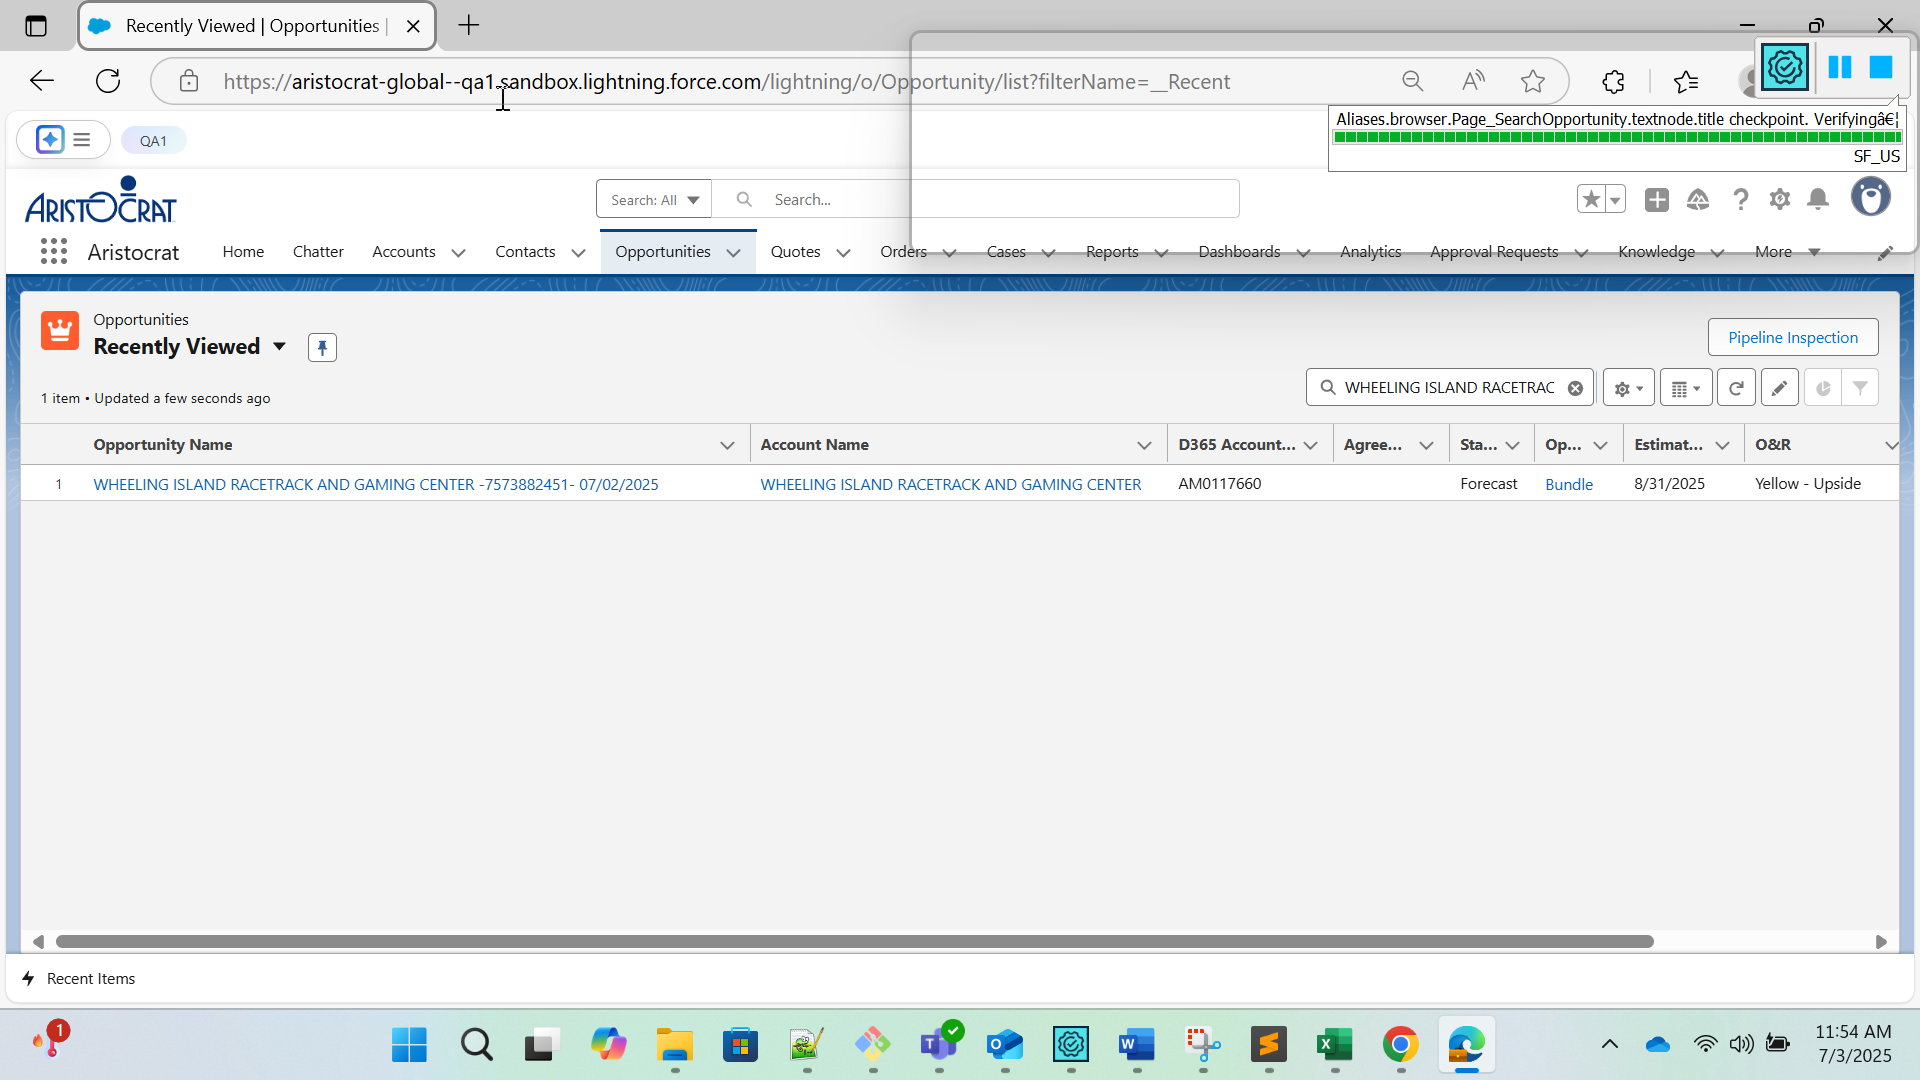 Recently Viewed | Opportunities |
https://aristocrat-global--qa1.sandbox.lightning.force.com/lightning/o/Opportunity/list?filterName=__Recent
Aliases.browser.Page_SearchOpportunity.textnode.title checkpoint. Verifyingâ€¦
SF_US
QA1
ARISTOCRAT
Search: All
Search...
Aristocrat
Home
Chatter
Accounts
Contacts
Opportunities
Quotes
Orders
Cases
Reports
Dashboards
Analytics
Approval Requests
Knowledge
More
Opportunities
Recently Viewed
Pipeline Inspection
1 item • Updated a few seconds ago
WHEELING ISLAND RACETRAC
Opportunity Name
Account Name
D365 Account...
Agree...
Sta...
Op...
Estimat...
O&R
1
WHEELING ISLAND RACETRACK AND GAMING CENTER -7573882451- 07/02/2025
WHEELING ISLAND RACETRACK AND GAMING CENTER
AM0117660
Forecast
Bundle
8/31/2025
Yellow - Upside
Recent Items
1
11:54 AM
7/3/2025